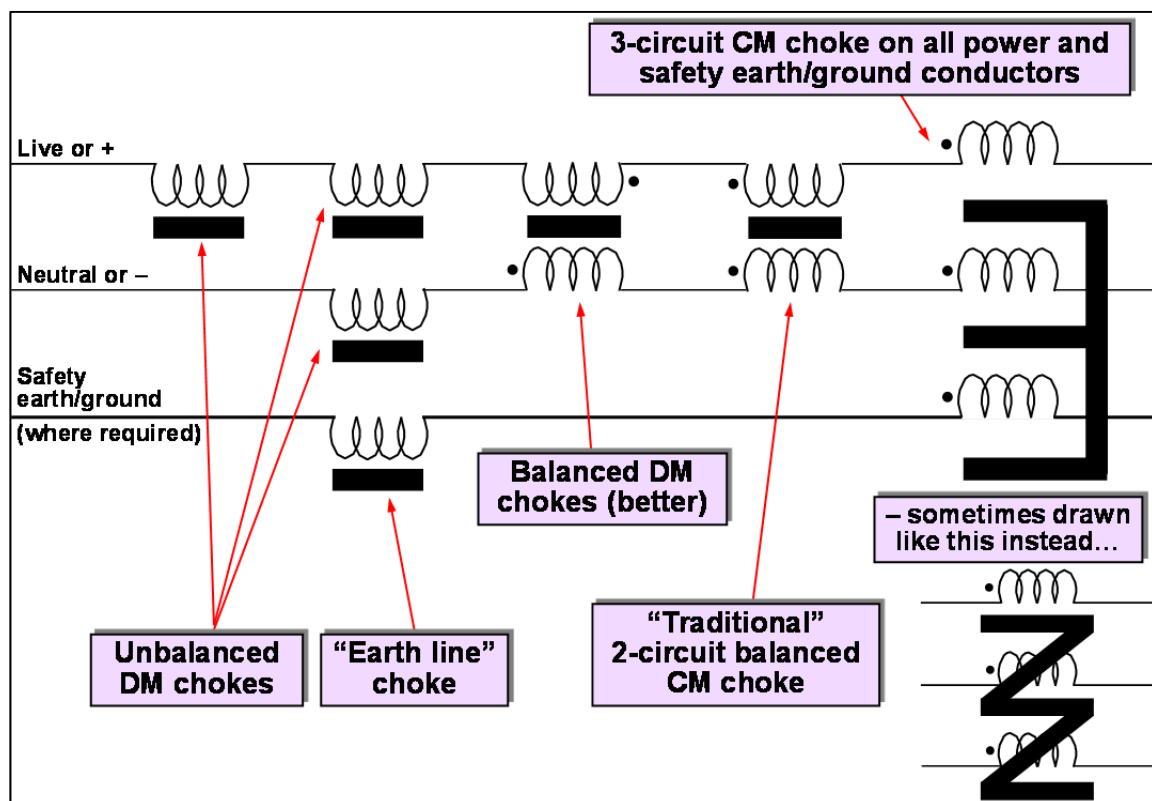 3-circuit CM choke on all power and
safety earth/ground conductors
Live or +
Neutral or –
Safety
earth/ground
(where required)
Balanced DM
chokes (better)
– sometimes drawn
like this instead…
Unbalanced
DM chokes
“Earth line”
choke
“Traditional”
2-circuit balanced
CM choke